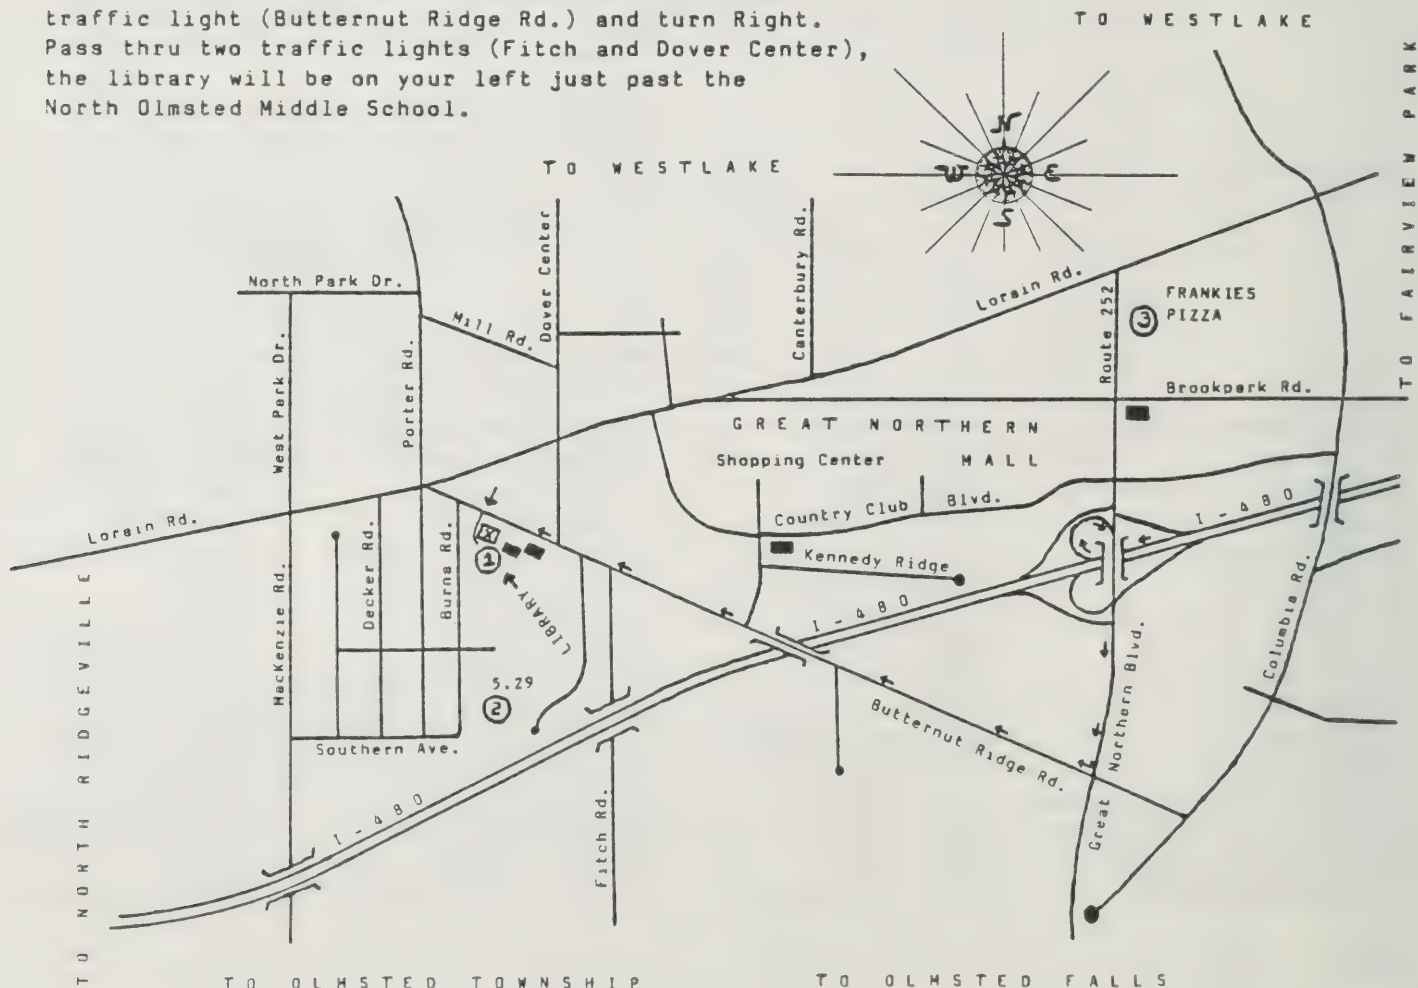 traffic light (Butternut Ridge Rd.) and turn Right.
Pass thru two traffic lights (Fitch and Dover Center),
the library will be on your left just past the
North Olmsted Middle School.
TO WESTLAKE
TO FAIRVIEW PARK
N
W E
S
TO WESTLAKE
Dover Center
Canterbury Rd.
North Park Dr.
Mill Rd.
Lorain Rd.
Route 252
3
FRANKIES
PIZZA
West Park Dr.
Porter Rd.
Brookpark Rd.
GREAT NORTHERN
Shopping Center MALL
Country Club Blvd.
I-480
Lorain Rd.
Kennedy Ridge
1
LIBRARY
Decker Rd.
Burns Rd.
MacKenzie Rd.
I-480
Columbia Rd.
5.29
2
Southern Ave.
Butternut Ridge Rd.
Great Northern Blvd.
I-480
Fitch Rd.
TO NORTH RIDGEVILLE
TO OLMSTED TOWNSHIP
TO OLMSTED FALLS